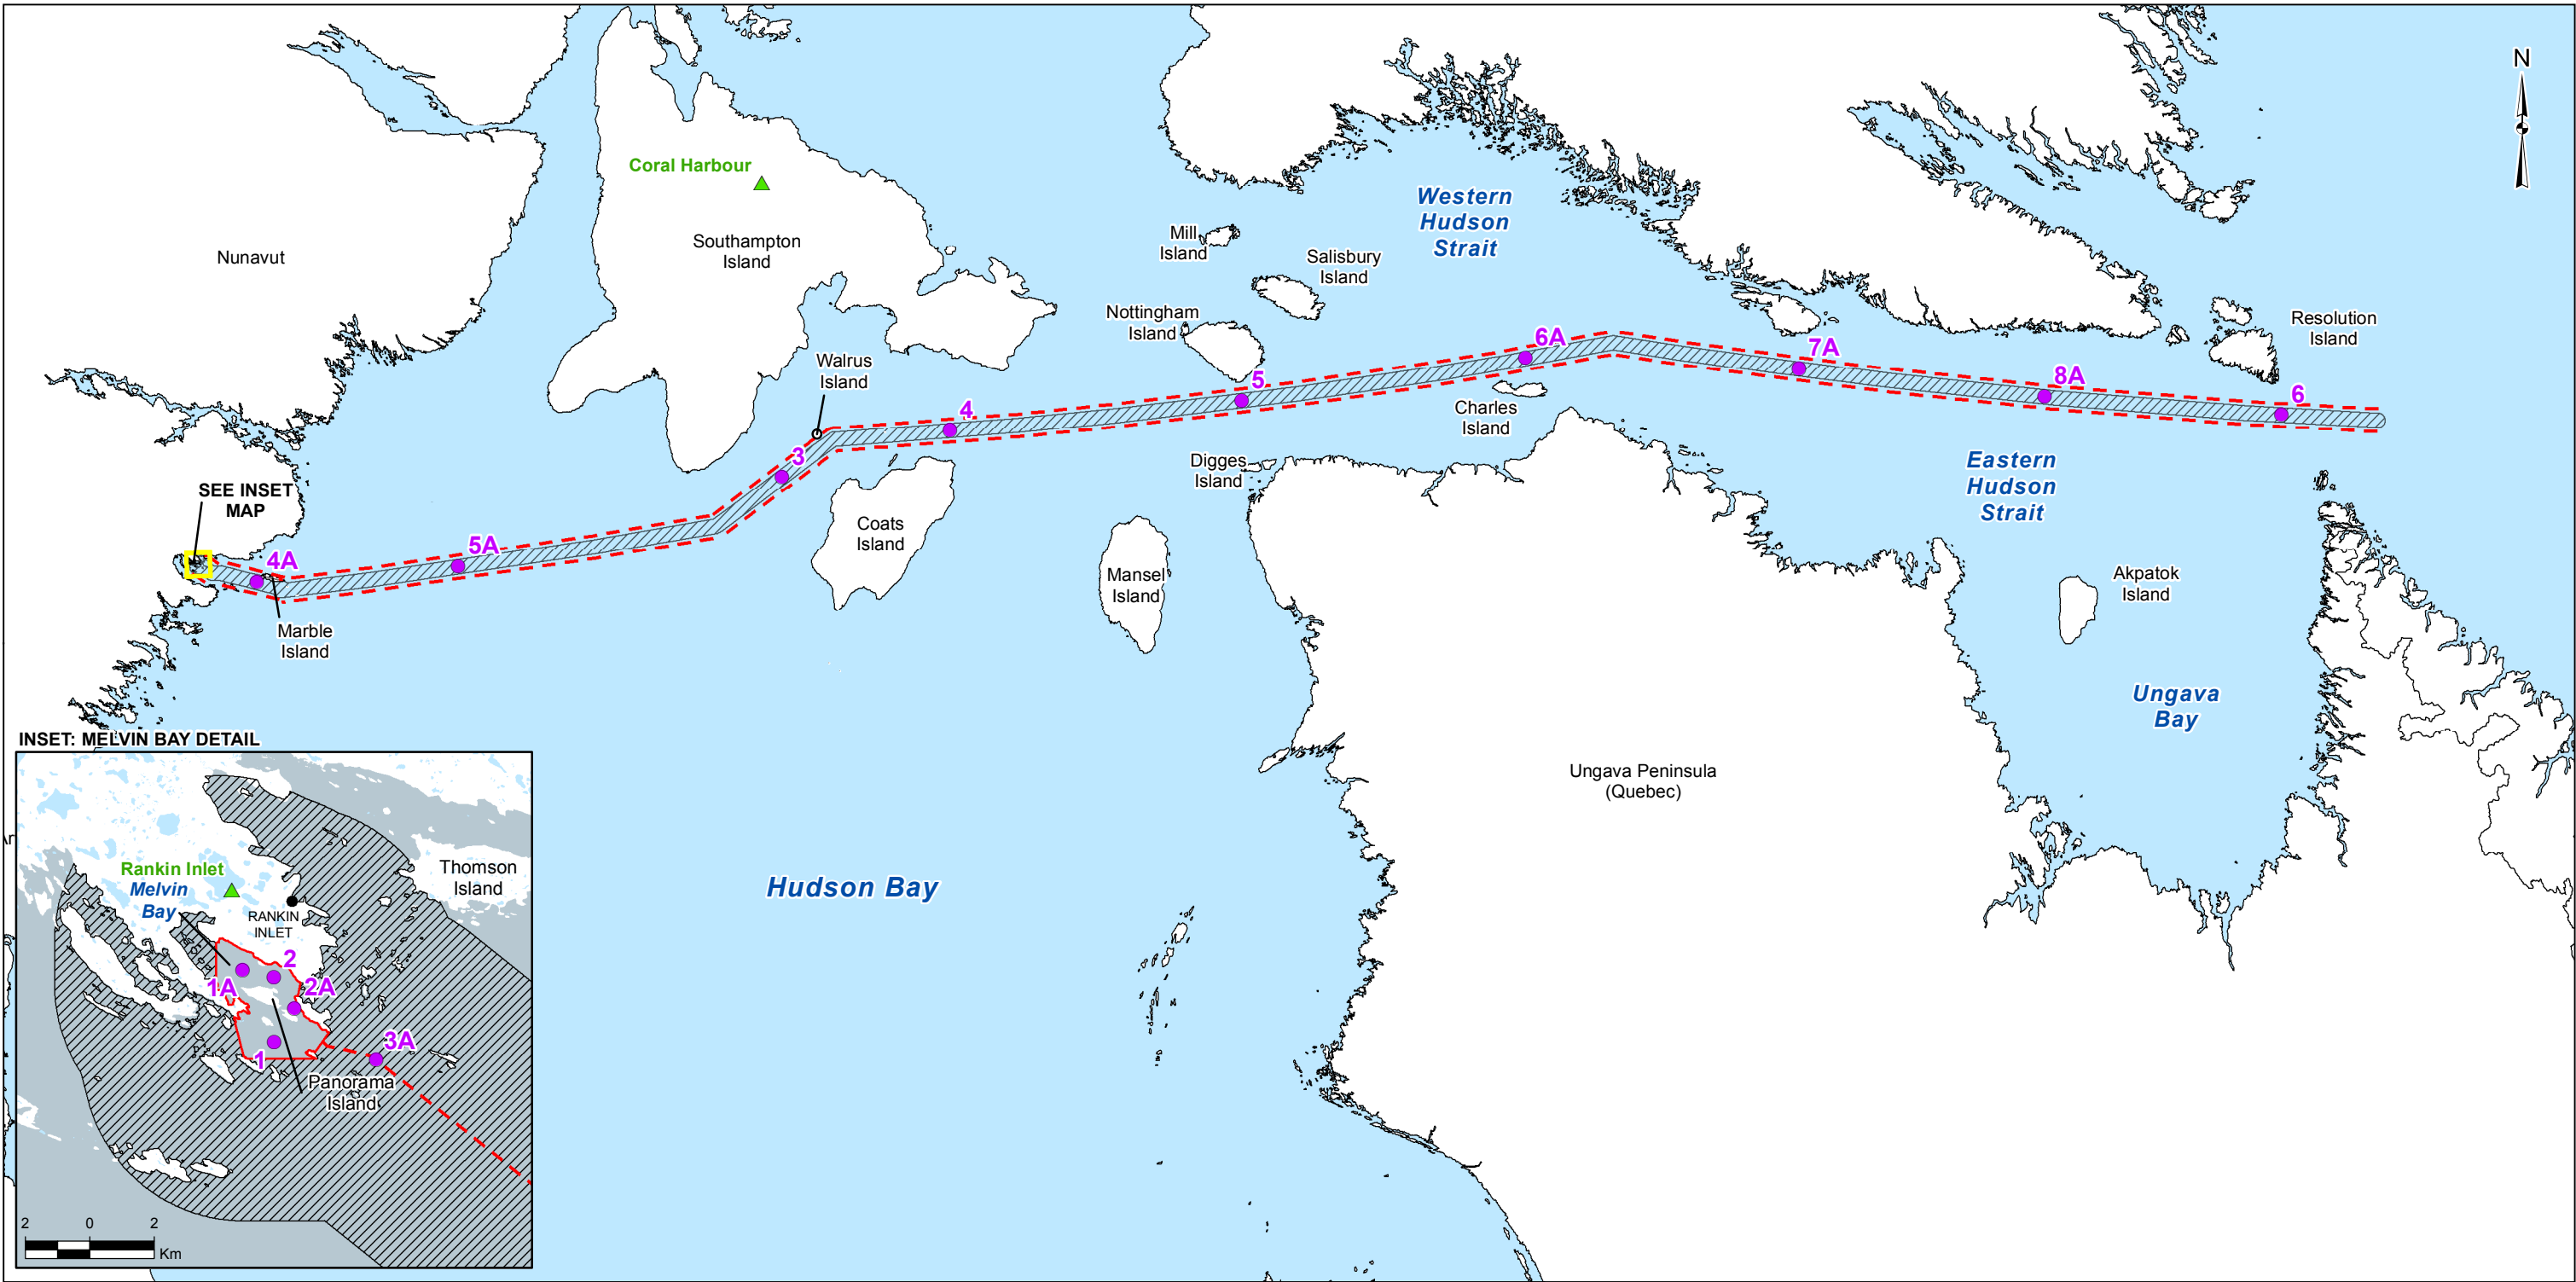 N
Coral Harbour
Southampton
Island
Nunavut
Western
Hudson
Strait
Mill
Island
Salisbury
Island
Nottingham
Island
Resolution
Island
Walrus
Island
6A
7A
8A
6
5
4
3
Charles
Island
Digges
Island
Eastern
Hudson
Strait
SEE INSET
MAP
Coats
Island
5A
4A
Mansel
Island
Akpatok
Island
Marble
Island
Ungava
Bay
Ungava Peninsula
(Quebec)
Hudson Bay
INSET: MELVIN BAY DETAIL
Thomson
Island
Rankin Inlet
Melvin
Bay
RANKIN
INLET
2
1A
2A
3A
1
Panorama
Island
2 0 2
Km